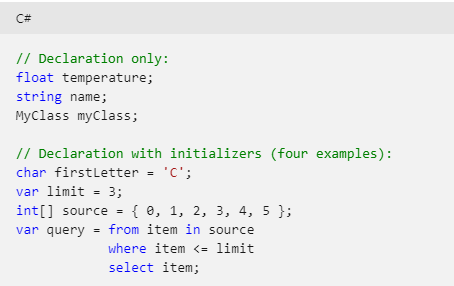 C#
// Declaration only:
float temperature;
string name;
MyClass myClass;
// Declaration with initializers (four examples):
char firstLetter = 'C';
var limit = 3;
int[] source = { 0, 1, 2, 3, 4, 5 };
var query = from item in source
            where item <= limit
            select item;